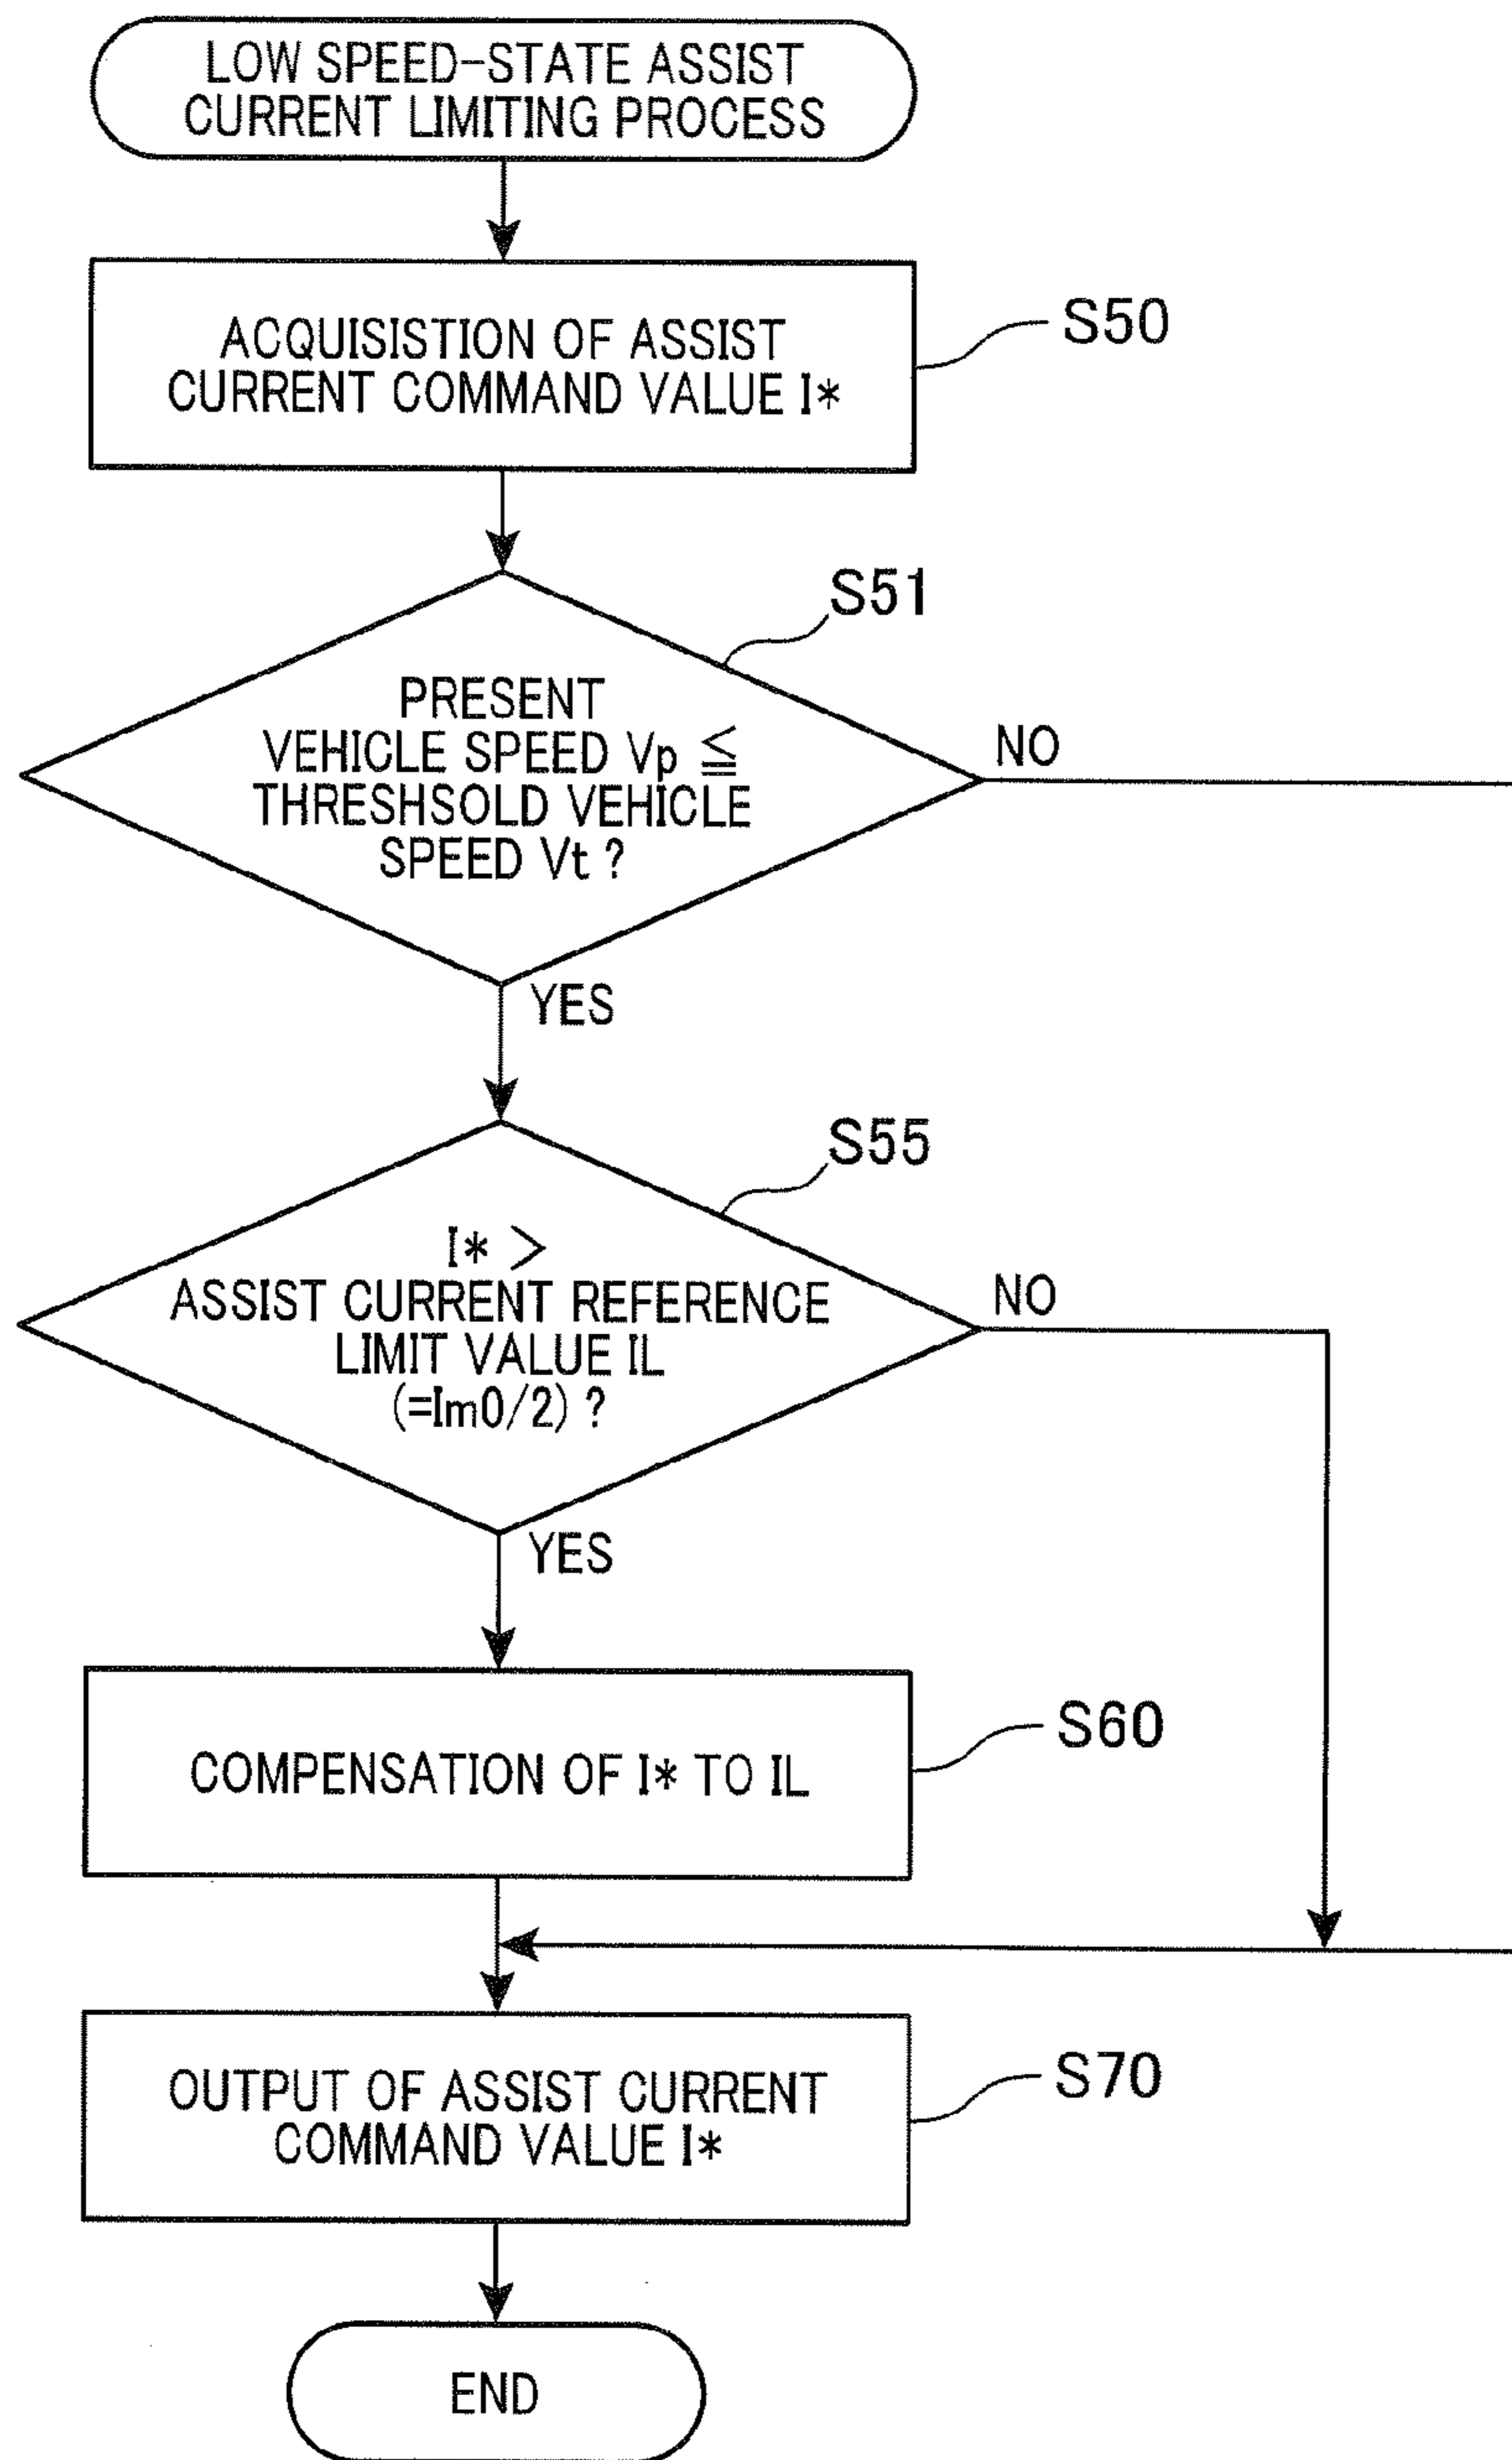 LOW SPEED-STATE ASSIST
CURRENT LIMITING PROCESS
ACQUISISTION OF ASSIST
CURRENT COMMAND VALUE I*
S50
S51
PRESENT
VEHICLE SPEED Vp ≦
THRESHSOLD VEHICLE
SPEED Vt ?
NO
YES
S55
I* >
ASSIST CURRENT REFERENCE
LIMIT VALUE IL
(=Im0/2) ?
NO
YES
COMPENSATION OF I* TO IL
S60
OUTPUT OF ASSIST CURRENT
COMMAND VALUE I*
S70
END